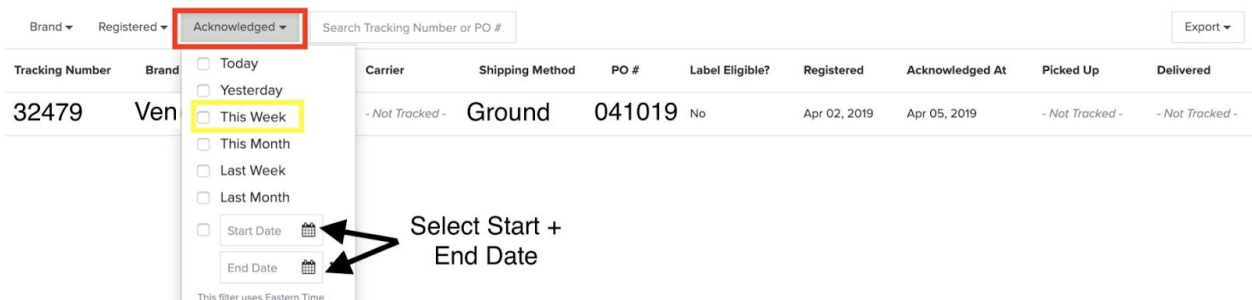 Brand Registered Acknowledged Search Tracking Number or PO #. Export
Tracking Number Brand Carrier Shipping Method PO # Label Eligible? Registered Acknowledged At Picked Up Delivered
32479 Ven - Not Tracked - Ground 041019 No Apr 02, 2019 Apr 05, 2019 - Not Tracked - - Not Tracked -
Today
Yesterday
This Week
This Month
Last Week
Last Month
Start Date
End Date
This filter uses Eastern Time
Select Start +
End Date